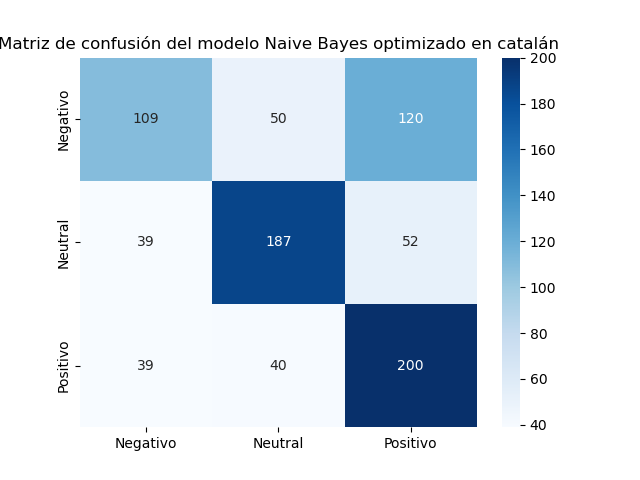 Matriz de confusión del modelo Naive Bayes optimizado en catalán
Negativo 109 50 120
Neutral 39 187 52
Positivo 39 40 200
Negativo Neutral Positivo
200
180
160
140
120
100
80
60
40